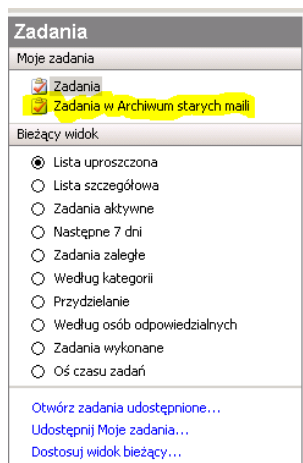 Zadania
Moje zadania
Zadania
Zadania w Archiwum starych maili
Bieżący widok
Lista uproszczona
Lista szczegółowa
Zadania aktywne
Następne 7 dni
Zadania zaległe
Według kategorii
Przydzielanie
Według osób odpowiedzialnych
Zadania wykonane
Oś czasu zadań
Otwórz zadania udostępnione...
Udostępnij Moje zadania...
Dostosuj widok bieżący...